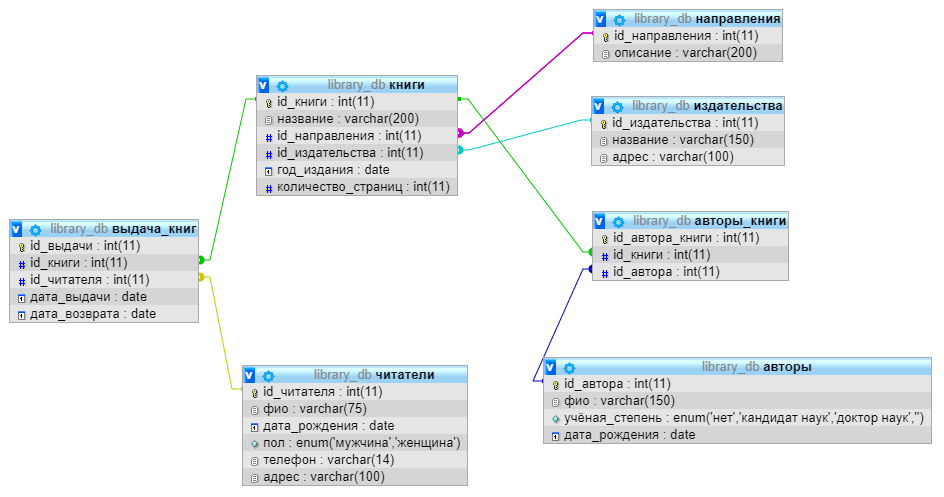 library_db направления
id_направления : int(11)
описание : varchar(200)
library_db книги
id_книги : int(11)
название : varchar(200)
id_направления : int(11)
id_издательства : int(11)
год_издания : date
количество_страниц : int(11)
library_db издательства
id_издательства : int(11)
название : varchar(150)
адрес : varchar(100)
library_db выдача_книг
id_выдачи : int(11)
id_книги : int(11)
id_читателя : int(11)
дата_выдачи : date
дата_возврата : date
library_db авторы_книги
id_автора_книги : int(11)
id_книги : int(11)
id_автора : int(11)
library_db читатели
id_читателя : int(11)
фио : varchar(75)
дата_рождения : date
пол : enum('мужчина','женщина')
телефон : varchar(14)
адрес : varchar(100)
library_db авторы
id_автора : int(11)
фио : varchar(150)
учёная_степень : enum('нет','кандидат наук','доктор наук','')
дата_рождения : date